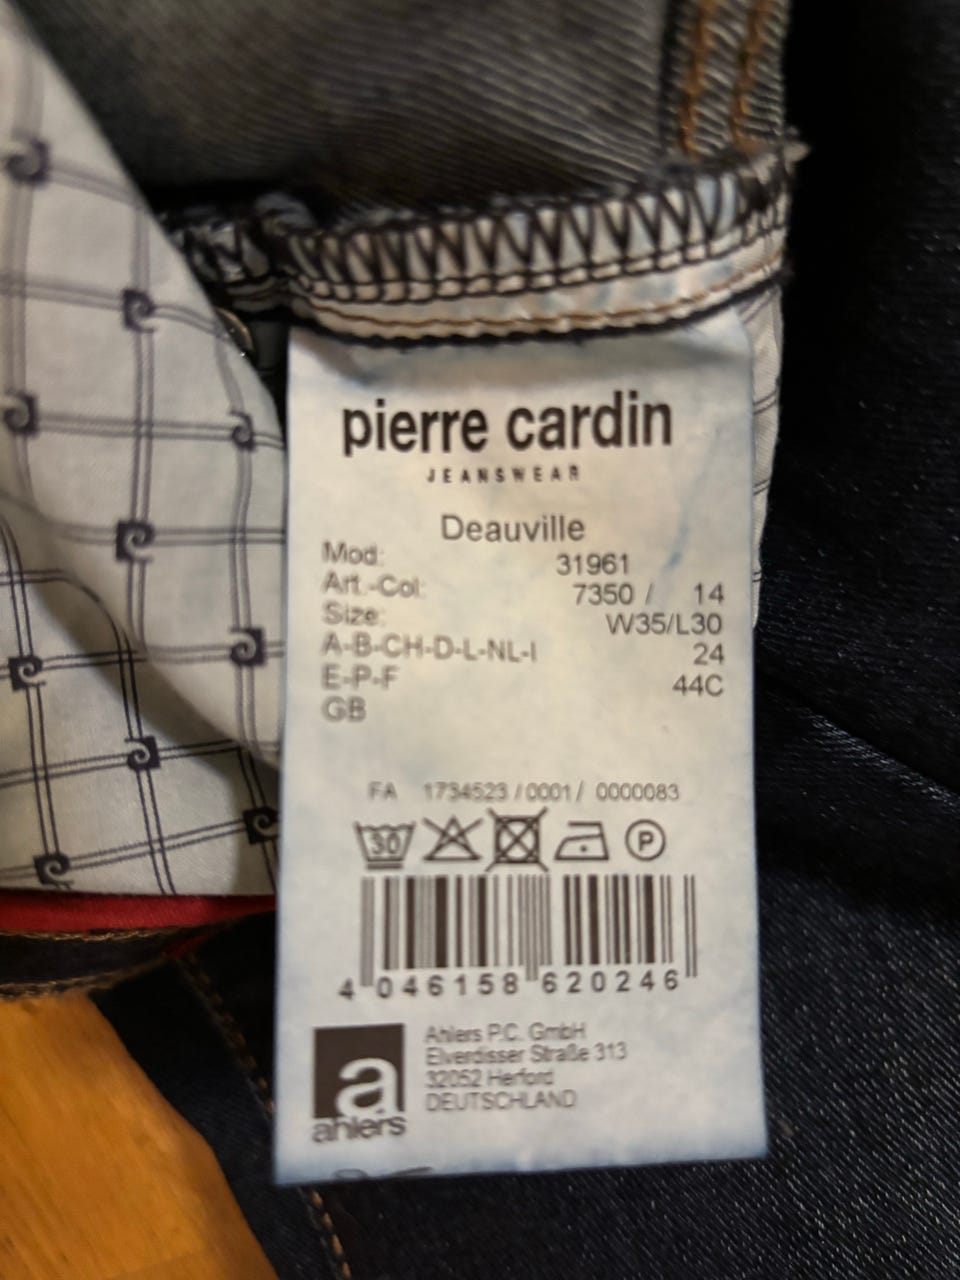 pierre cardin
JEANSWEAR
Deauville
Mod: 31961
Art.-Col: 7350 / 14
Size: W35/L30
A-B-CH-D-L-NL-I 24
E-P-F 44C
GB
FA 1734523 / 0001 / 0000083
30 P
4 046158 620246
a
ahlers
Ahlers P.C. GmbH
Elverdisser Straße 313
32052 Herford
DEUTSCHLAND